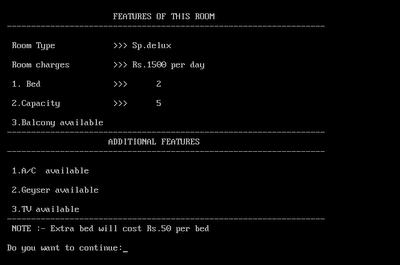 FEATURES OF THIS ROOM
Room Type >>> Sp.delux
Room charges >>> Rs.1500 per day
1. Bed >>> 2
2.Capacity >>> 5
3.Balcony available
ADDITIONAL FEATURES
1.A/C available
2.Geyser available
3.TV available
NOTE :- Extra bed will cost Rs.50 per bed
Do you want to continue:_